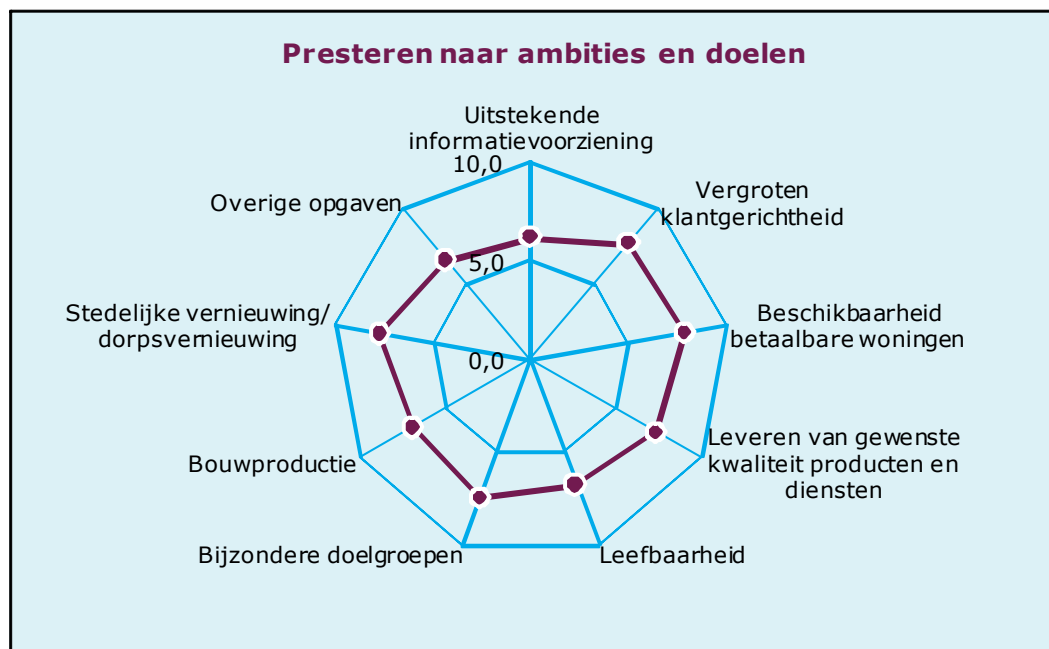 Presteren naar ambities en doelen
Uitstekende
informatievoorziening
10,0
Vergroten
klantgerichtheid
Overige opgaven
5,0
Stedelijke vernieuwing/
dorpsvernieuwing
Beschikbaarheid
betaalbare woningen
0,0
Leveren van gewenste
kwaliteit producten en
diensten
Bouwproductie
Bijzondere doelgroepen
Leefbaarheid